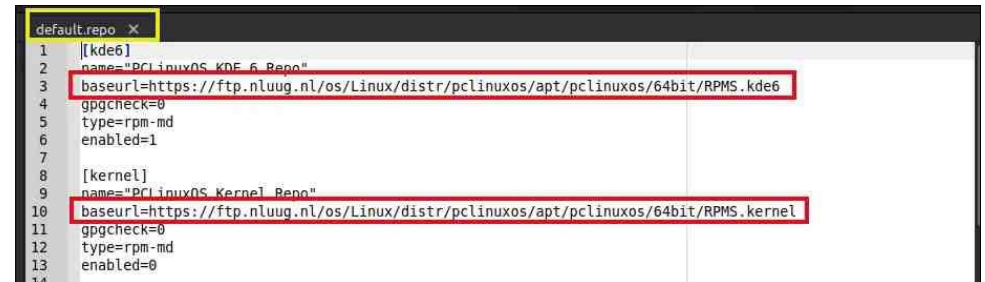 default.repo ×
1 [kde6]
2 name="PCLinuxOS KDE 6 Repo"
3 baseurl=https://ftp.nluug.nl/os/Linux/distr/pclinuxos/apt/pclinuxos/64bit/RPMS.kde6
4 gpgcheck=0
5 type=rpm-md
6 enabled=1
7
8 [kernel]
9 name="PCLinuxOS Kernel Repo"
10 baseurl=https://ftp.nluug.nl/os/Linux/distr/pclinuxos/apt/pclinuxos/64bit/RPMS.kernel
11 gpgcheck=0
12 type=rpm-md
13 enabled=0
14